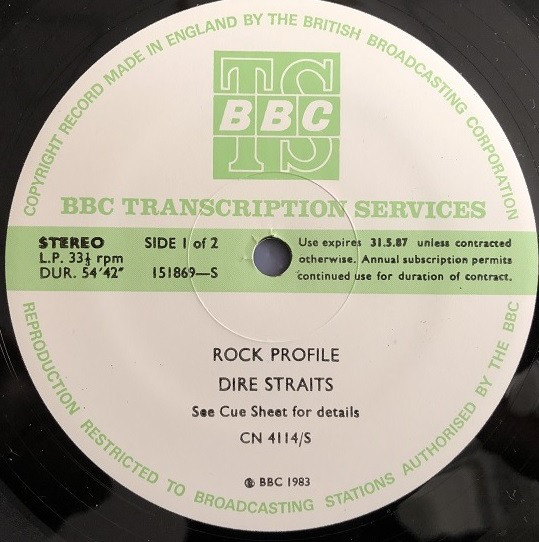 COPYRIGHT RECORD MADE IN ENGLAND BY THE BRITISH BROADCASTING CORPORATION
TS
BBC
BBC TRANSCRIPTION SERVICES
STEREO
L.P. 33⅓ rpm
DUR. 54'42"
SIDE 1 of 2
151869—S
Use expires 31.5.87 unless contracted
otherwise. Annual subscription permits
continued use for duration of contract.
ROCK PROFILE
DIRE STRAITS
See Cue Sheet for details
CN 4114/S
℗ BBC 1983
REPRODUCTION RESTRICTED TO BROADCASTING STATIONS AUTHORISED BY THE BBC